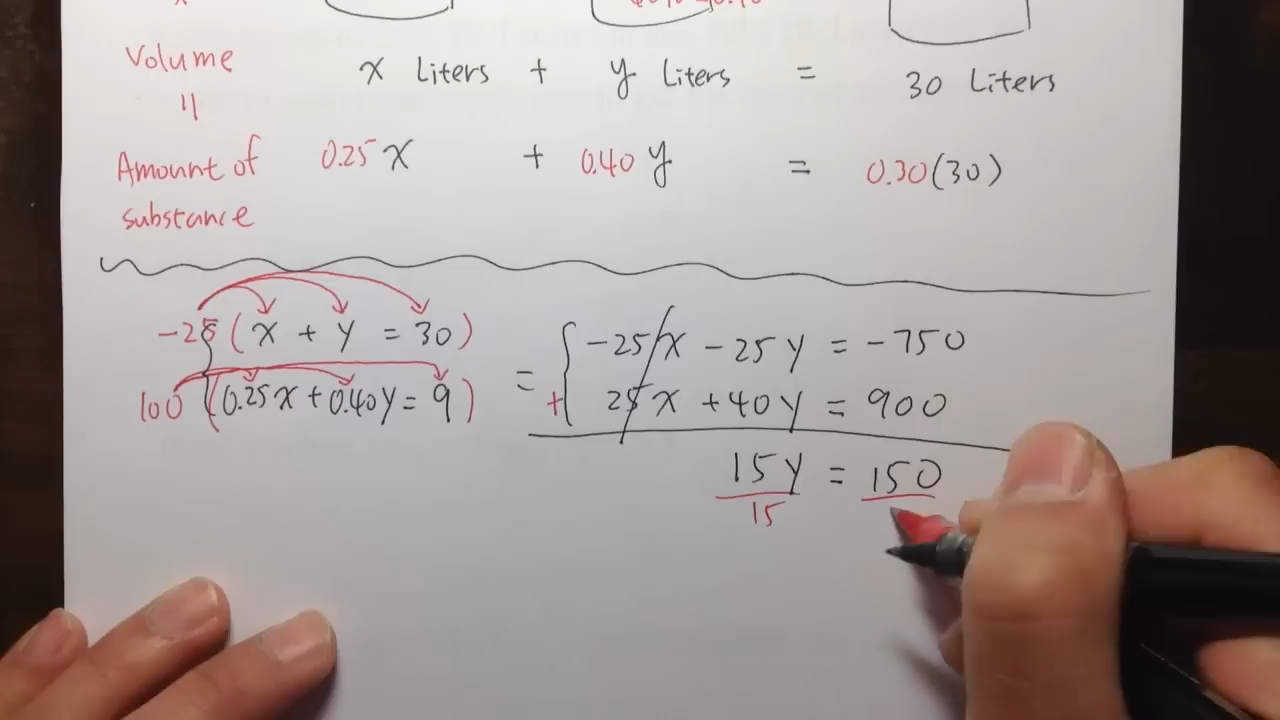 Volume
x Liters + y Liters = 30 Liters
=
Amount of substance
0.25x + 0.40y = 0.30(30)
-25(x + y = 30)
100(0.25x + 0.40y = 9)
=
-25x - 25y = -750
+ 25x + 40y = 900
15y = 150
15